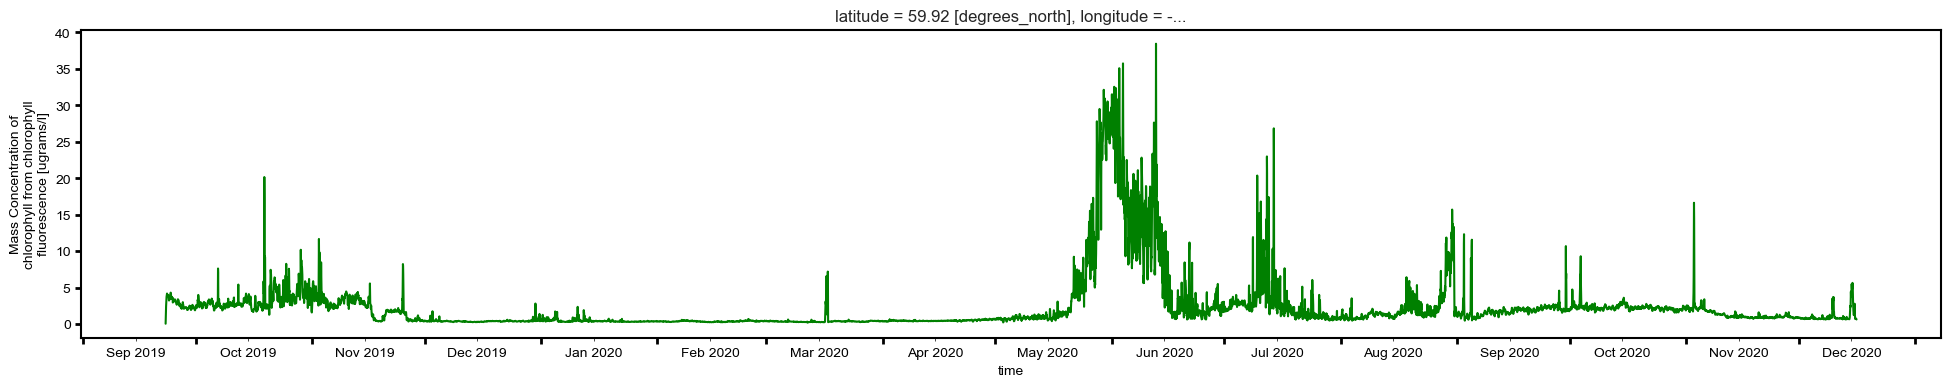 latitude = 59.92 [degrees_north], longitude = -...
Mass Concentration of
chlorophyll from chlorophyll
fluorescence [ugrams/l]
40
35
30
25
20
15
10
5
0
Sep 2019 Oct 2019 Nov 2019 Dec 2019 Jan 2020 Feb 2020 Mar 2020 Apr 2020 May 2020 Jun 2020 Jul 2020 Aug 2020 Sep 2020 Oct 2020 Nov 2020 Dec 2020
time